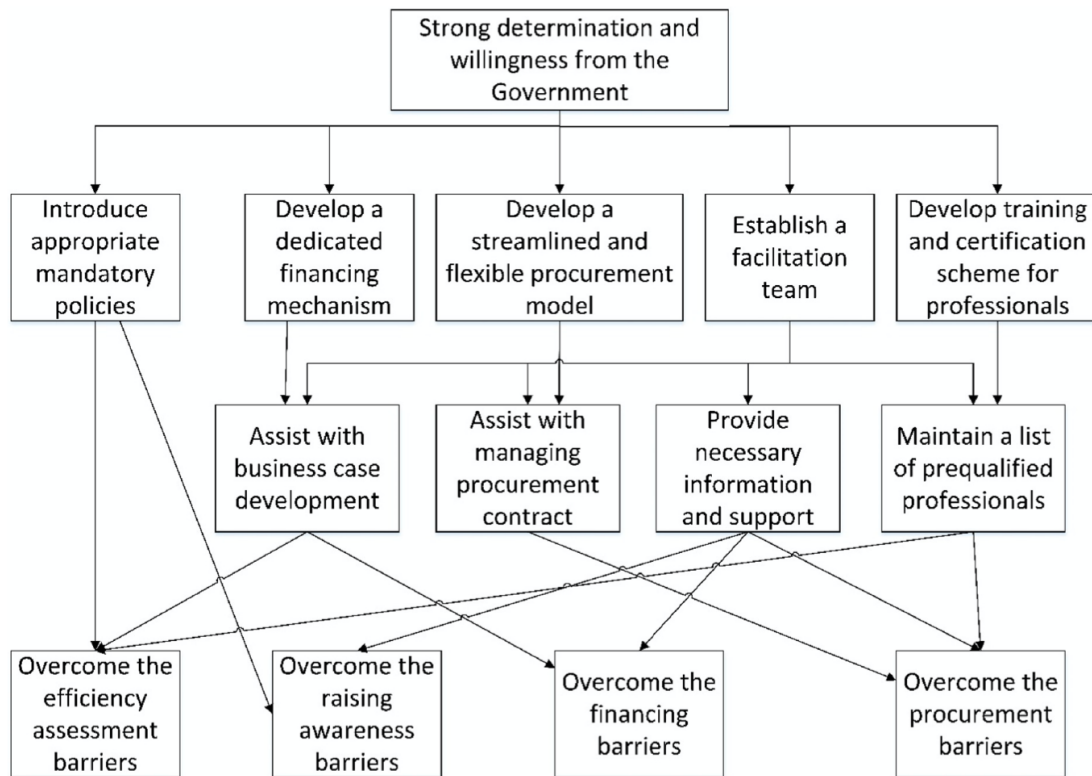 Strong determination and
willingness from the
Government
Introduce
appropriate
mandatory
policies
Develop a
dedicated
financing
mechanism
Develop a
streamlined and
flexible procurement
model
Establish a
facilitation
team
Develop training
and certification
scheme for
professionals
Assist with
business case
development
Assist with
managing
procurement
contract
Provide
necessary
information
and support
Maintain a list
of prequalified
professionals
Overcome the
efficiency
assessment
barriers
Overcome the
raising
awareness
barriers
Overcome the
financing
barriers
Overcome the
procurement
barriers